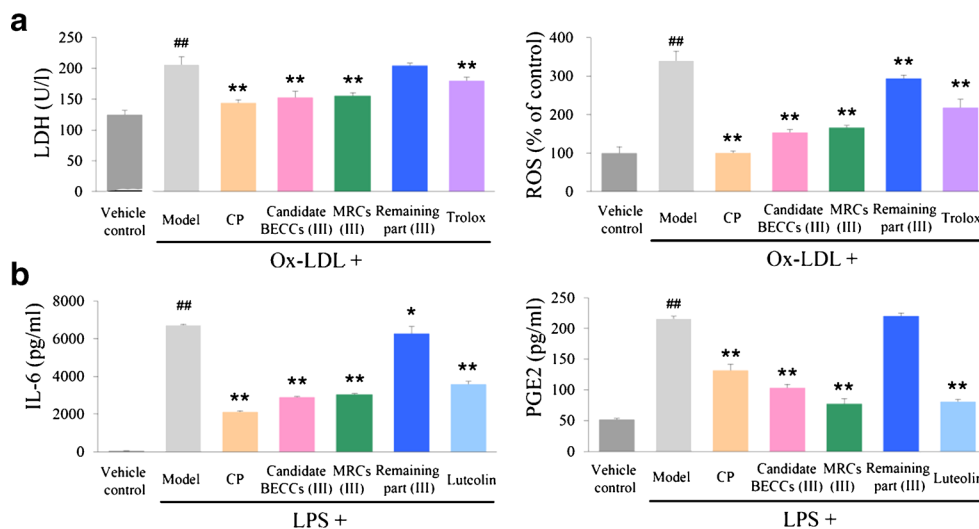 a
LDH (U/l)
250
200
150
100
50
0
##
**
**
**
**
Vehicle
control
Model
CP
Candidate
BECCs (III)
MRCs
(III)
Remaining
part (III)
Trolox
Ox-LDL +
ROS (% of control)
400
300
200
100
0
##
**
**
**
**
**
Vehicle
control
Model
CP
Candidate
BECCs (III)
MRCs
(III)
Remaining
part (III)
Trolox
Ox-LDL +
b
IL-6 (pg/ml)
8000
6000
4000
2000
0
##
**
**
**
*
**
Vehicle
control
Model
CP
Candidate
BECCs (III)
MRCs
(III)
Remaining
part (III)
Lutcolin
LPS +
PGE2 (pg/ml)
250
200
150
100
50
0
##
**
**
**
**
Vehicle
control
Model
CP
Candidate
BECCs (III)
MRCs
(III)
Remaining
part (III)
Luteolin
LPS +